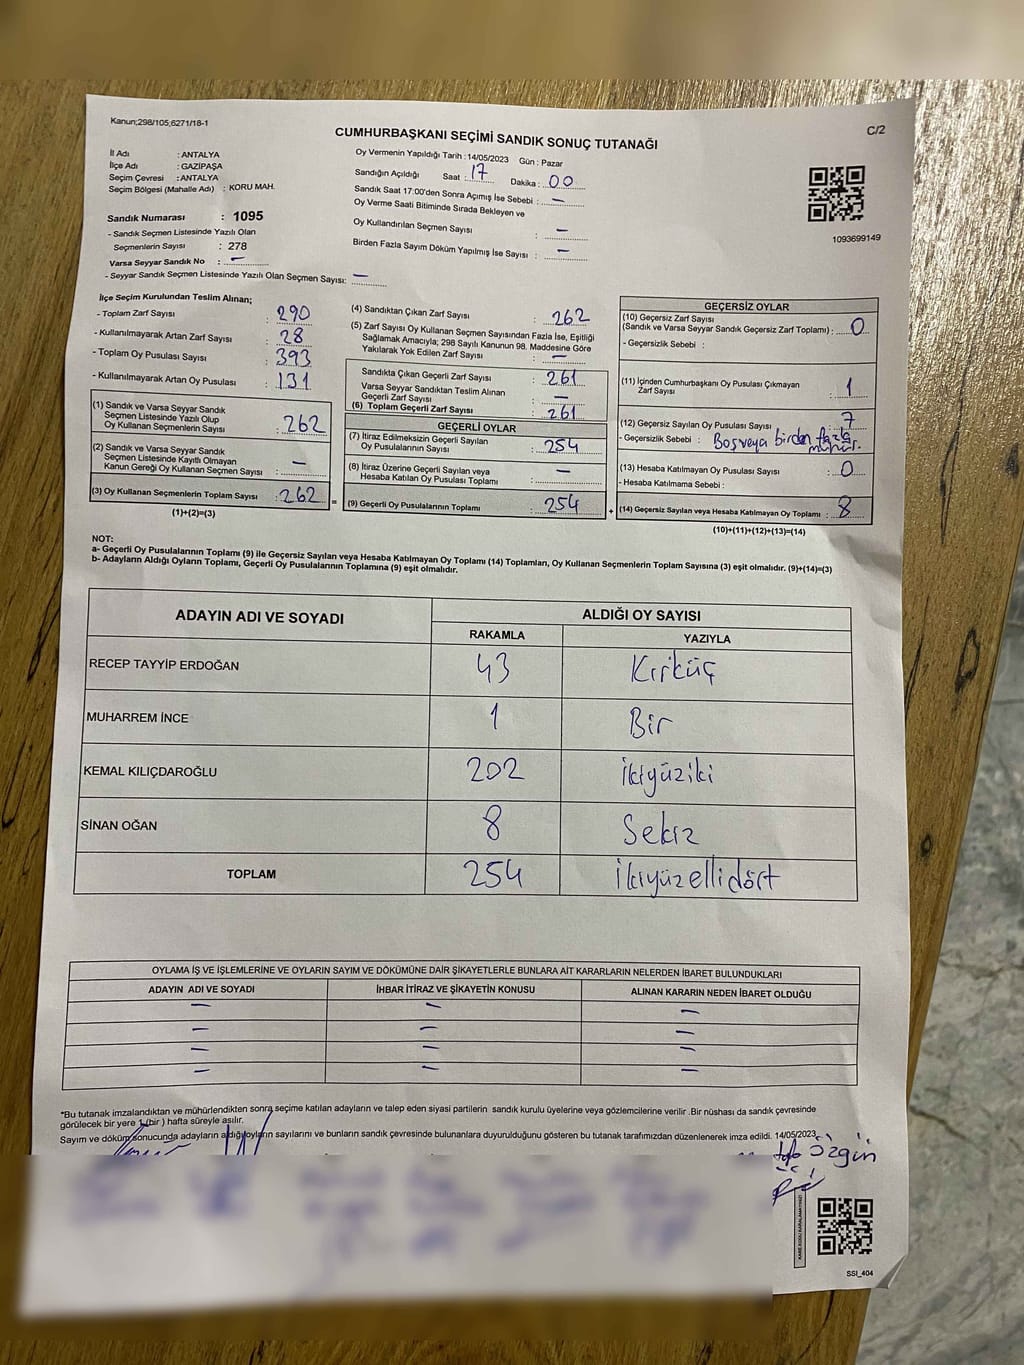 Kanun;298/105,6271/18-1
CUMHURBAŞKANI SEÇİMİ SANDIK SONUÇ TUTANAĞI
C/2
İl Adı : ANTALYA
İlçe Adı : GAZİPAŞA
Seçim Çevresi : ANTALYA
Seçim Bölgesi (Mahalle Adı) : KORU MAH.
Sandık Numarası : 1095
- Sandık Seçmen Listesinde Yazılı Olan
Seçmenlerin Sayısı : 278
Varsa Seyyar Sandık No : –
- Seyyar Sandık Seçmen Listesinde Yazılı Olan Seçmen Sayısı: –
Oy Vermenin Yapıldığı Tarih : 14/05/2023 Gün : Pazar
Sandığın Açıldığı Saat : 17 Dakika : 00
Sandık Saat 17:00'den Sonra Açılmış İse Sebebi : –
Oy Verme Saati Bitiminde Sırada Bekleyen ve
Oy Kullandırılan Seçmen Sayısı : –
Birden Fazla Sayım Döküm Yapılmış İse Sayısı : –
1093699149
İlçe Seçim Kurulundan Teslim Alınan;
- Toplam Zarf Sayısı : 290
- Kullanılmayarak Artan Zarf Sayısı : 28
- Toplam Oy Pusulası Sayısı : 393
- Kullanılmayarak Artan Oy Pusulası : 131
(1) Sandık ve Varsa Seyyar Sandık
Seçmen Listesinde Yazılı Olup
Oy Kullanan Seçmenlerin Sayısı : 262
(2) Sandık ve Varsa Seyyar Sandık
Seçmen Listesinde Kayıtlı Olmayan
Kanun Gereği Oy Kullanan Seçmen Sayısı : –
(3) Oy Kullanan Seçmenlerin Toplam Sayısı : 262
(1)+(2)=(3)
(4) Sandıktan Çıkan Zarf Sayısı : 262
(5) Zarf Sayısı Oy Kullanan Seçmen Sayısından Fazla İse, Eşitliği
Sağlamak Amacıyla; 298 Sayılı Kanunun 98. Maddesine Göre
Yakılarak Yok Edilen Zarf Sayısı : –
Sandıkta Çıkan Geçerli Zarf Sayısı : 261
Varsa Seyyar Sandıktan Teslim Alınan
Geçerli Zarf Sayısı : –
(6) Toplam Geçerli Zarf Sayısı : 261
GEÇERLİ OYLAR
(7) İtiraz Edilmeksizin Geçerli Sayılan
Oy Pusulalarının Sayısı : 254
(8) İtiraz Üzerine Geçerli Sayılan veya
Hesaba Katılan Oy Pusulası Toplamı : –
= (9) Geçerli Oy Pusulalarının Toplamı : 254 +
GEÇERSİZ OYLAR
(10) Geçersiz Zarf Sayısı
(Sandık ve Varsa Seyyar Sandık Geçersiz Zarf Toplamı) : 0
- Geçersizlik Sebebi :
(11) İçinden Cumhurbaşkanı Oy Pusulası Çıkmayan
Zarf Sayısı : 1
(12) Geçersiz Sayılan Oy Pusulası Sayısı : 7
- Geçersizlik Sebebi : Boş veya birden fazla
mühür.
(13) Hesaba Katılmayan Oy Pusulası Sayısı : 0
- Hesaba Katılmama Sebebi :
(14) Geçersiz Sayılan veya Hesaba Katılmayan Oy Toplamı : 8
(10)+(11)+(12)+(13)=(14)
NOT:
a- Geçerli Oy Pusulalarının Toplamı (9) ile Geçersiz Sayılan veya Hesaba Katılmayan Oy Toplamı (14) Toplamları, Oy Kullanan Seçmenlerin Toplam Sayısına (3) eşit olmalıdır. (9)+(14)=(3)
b- Adayların Aldığı Oyların Toplamı, Geçerli Oy Pusulalarının Toplamına (9) eşit olmalıdır.
ADAYIN ADI VE SOYADI ALDIĞI OY SAYISI
RAKAMLA YAZIYLA
RECEP TAYYİP ERDOĞAN 43 Kırküç
MUHARREM İNCE 1 Bir
KEMAL KILIÇDAROĞLU 202 İkiyüziki
SİNAN OĞAN 8 Sekiz
TOPLAM 254 İkiyüzellidört
OYLAMA İŞ VE İŞLEMLERİNE VE OYLARIN SAYIM VE DÖKÜMÜNE DAİR ŞİKAYETLERLE BUNLARA AİT KARARLARIN NELERDEN İBARET BULUNDUKLARI
ADAYIN ADI VE SOYADI İHBAR İTİRAZ VE ŞİKAYETİN KONUSU ALINAN KARARIN NEDEN İBARET OLDUĞU
– – –
– – –
– – –
– – –
*Bu tutanak imzalandıktan ve mühürlendikten sonra seçime katılan adayların ve talep eden siyasi partilerin sandık kurulu üyelerine veya gözlemcilerine verilir .Bir nüshası da sandık çevresinde
görülecek bir yere 1 (bir ) hafta süreyle asılır.
Sayım ve döküm sonucunda adayların aldığı oyların sayılarını ve bunların sandık çevresinde bulunanlara duyurulduğunu gösteren bu tutanak tarafımızdan düzenlenerek imza edildi. 14/05/2023
Özgün
SSI_404